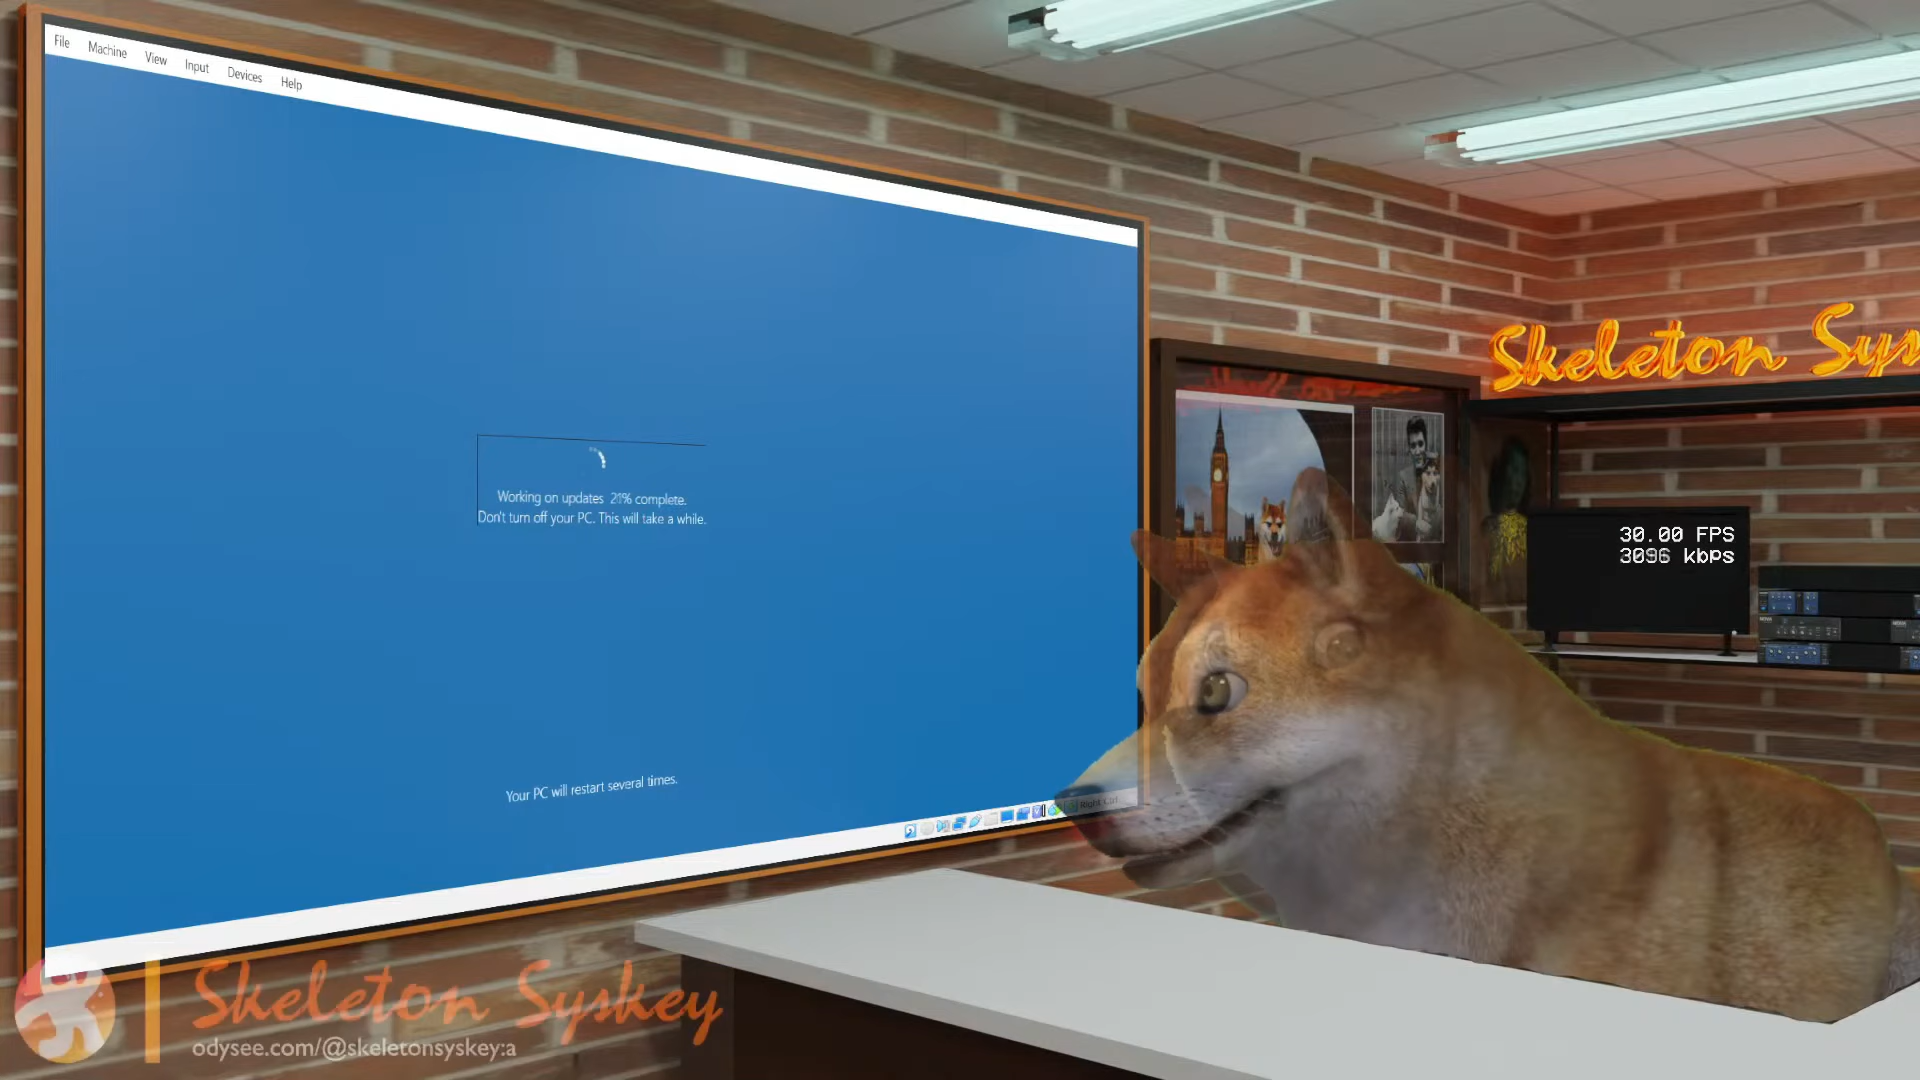 File Machine View Input Devices Help
Working on updates 21% complete.
Don't turn off your PC. This will take a while.
Your PC will restart several times.
Right Ctrl
Skeleton Sys
30.00 FPS
3096 kbps
Skeleton Syskey
odysee.com/@skeletonsyskey:a